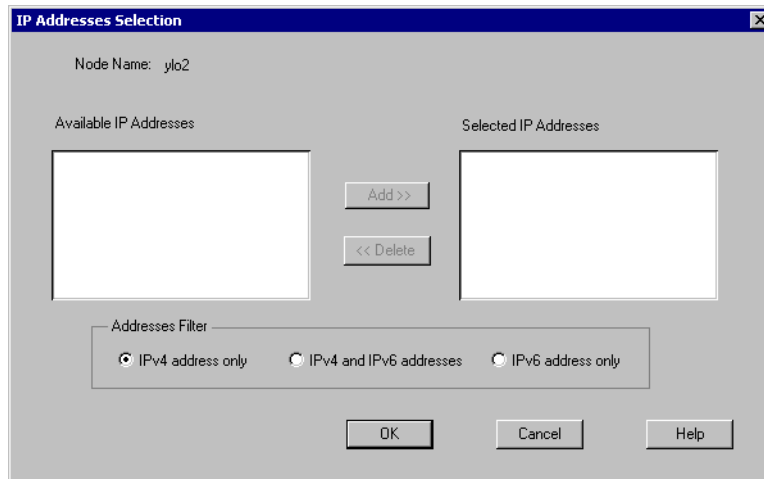 IP Addresses Selection
Node Name: ylo2
Available IP Addresses
Selected IP Addresses
Add >>
<< Delete
Addresses Filter
IPv4 address only
IPv4 and IPv6 addresses
IPv6 address only
OK
Cancel
Help